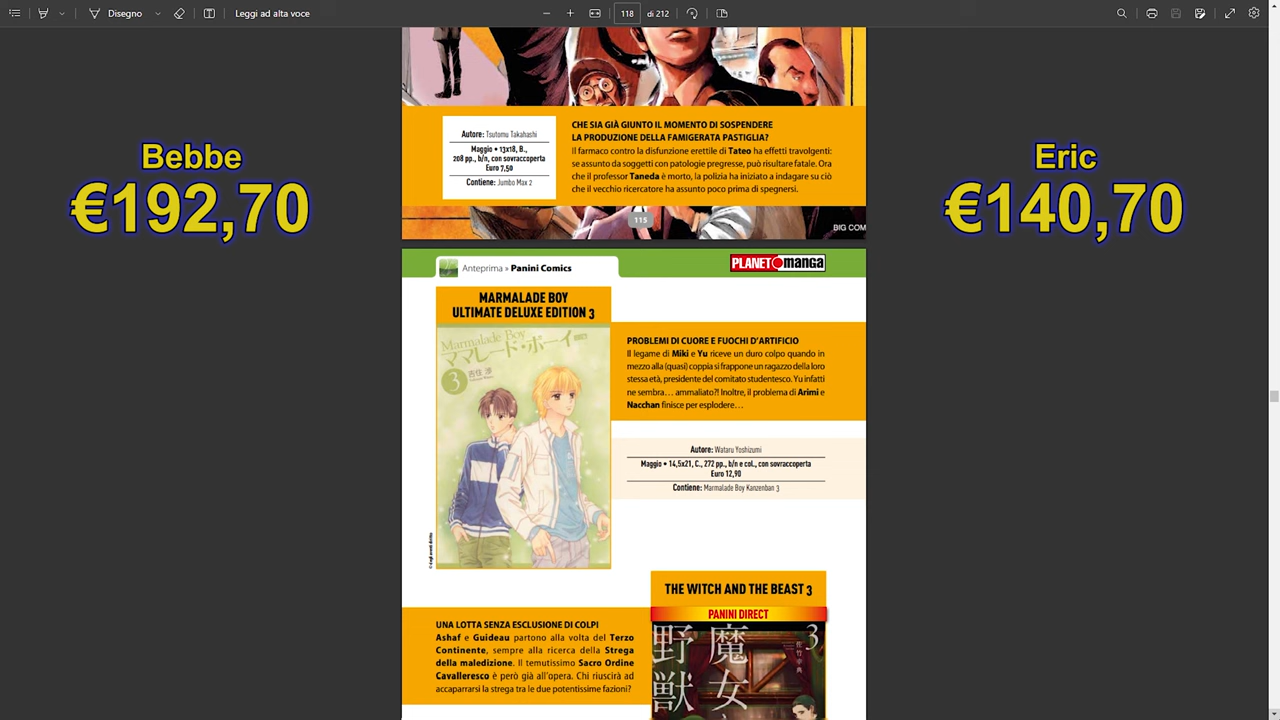 Disegno
Leggi ad alta voce
118
di 212
Bebbe
€192,70
Eric
€140,70
Autore: Tsutomu Takahashi
Maggio • 13x18, B.,
208 pp., b/n, con sovraccoperta
Euro 7,50
Contiene: Jumbo Max 2
CHE SIA GIÀ GIUNTO IL MOMENTO DI SOSPENDERE
LA PRODUZIONE DELLA FAMIGERATA PASTIGLIA?
Il farmaco contro la disfunzione erettile di Tateo ha effetti travolgenti:
se assunto da soggetti con patologie pregresse, può risultare fatale. Ora
che il professor Taneda è morto, la polizia ha iniziato a indagare su ciò
che il vecchio ricercatore ha assunto poco prima di spegnersi.
115
BIG COM
Anteprima » Panini Comics
PLANET manga
MARMALADE BOY
ULTIMATE DELUXE EDITION 3
Marmalade Boy
ママレード・ボーイ
3
吉住 渉
PROBLEMI DI CUORE E FUOCHI D'ARTIFICIO
Il legame di Miki e Yu riceve un duro colpo quando in
mezzo alla (quasi) coppia si frappone un ragazzo della loro
stessa età, presidente del comitato studentesco. Yu infatti
ne sembra… ammaliato?! Inoltre, il problema di Arimi e
Nacchan finisce per esplodere…
Autore: Wataru Yoshizumi
Maggio • 14,5x21, C., 272 pp., b/n e col., con sovraccoperta
Euro 12,90
Contiene: Marmalade Boy Kanzenban 3
THE WITCH AND THE BEAST 3
PANINI DIRECT
魔女
野獣
3
佐竹幸典
UNA LOTTA SENZA ESCLUSIONE DI COLPI
Ashaf e Guideau partono alla volta del Terzo
Continente, sempre alla ricerca della Strega
della maledizione. Il temutissimo Sacro Ordine
Cavalleresco è però già all'opera. Chi riuscirà ad
accaparrarsi la strega tra le due potentissime fazioni?